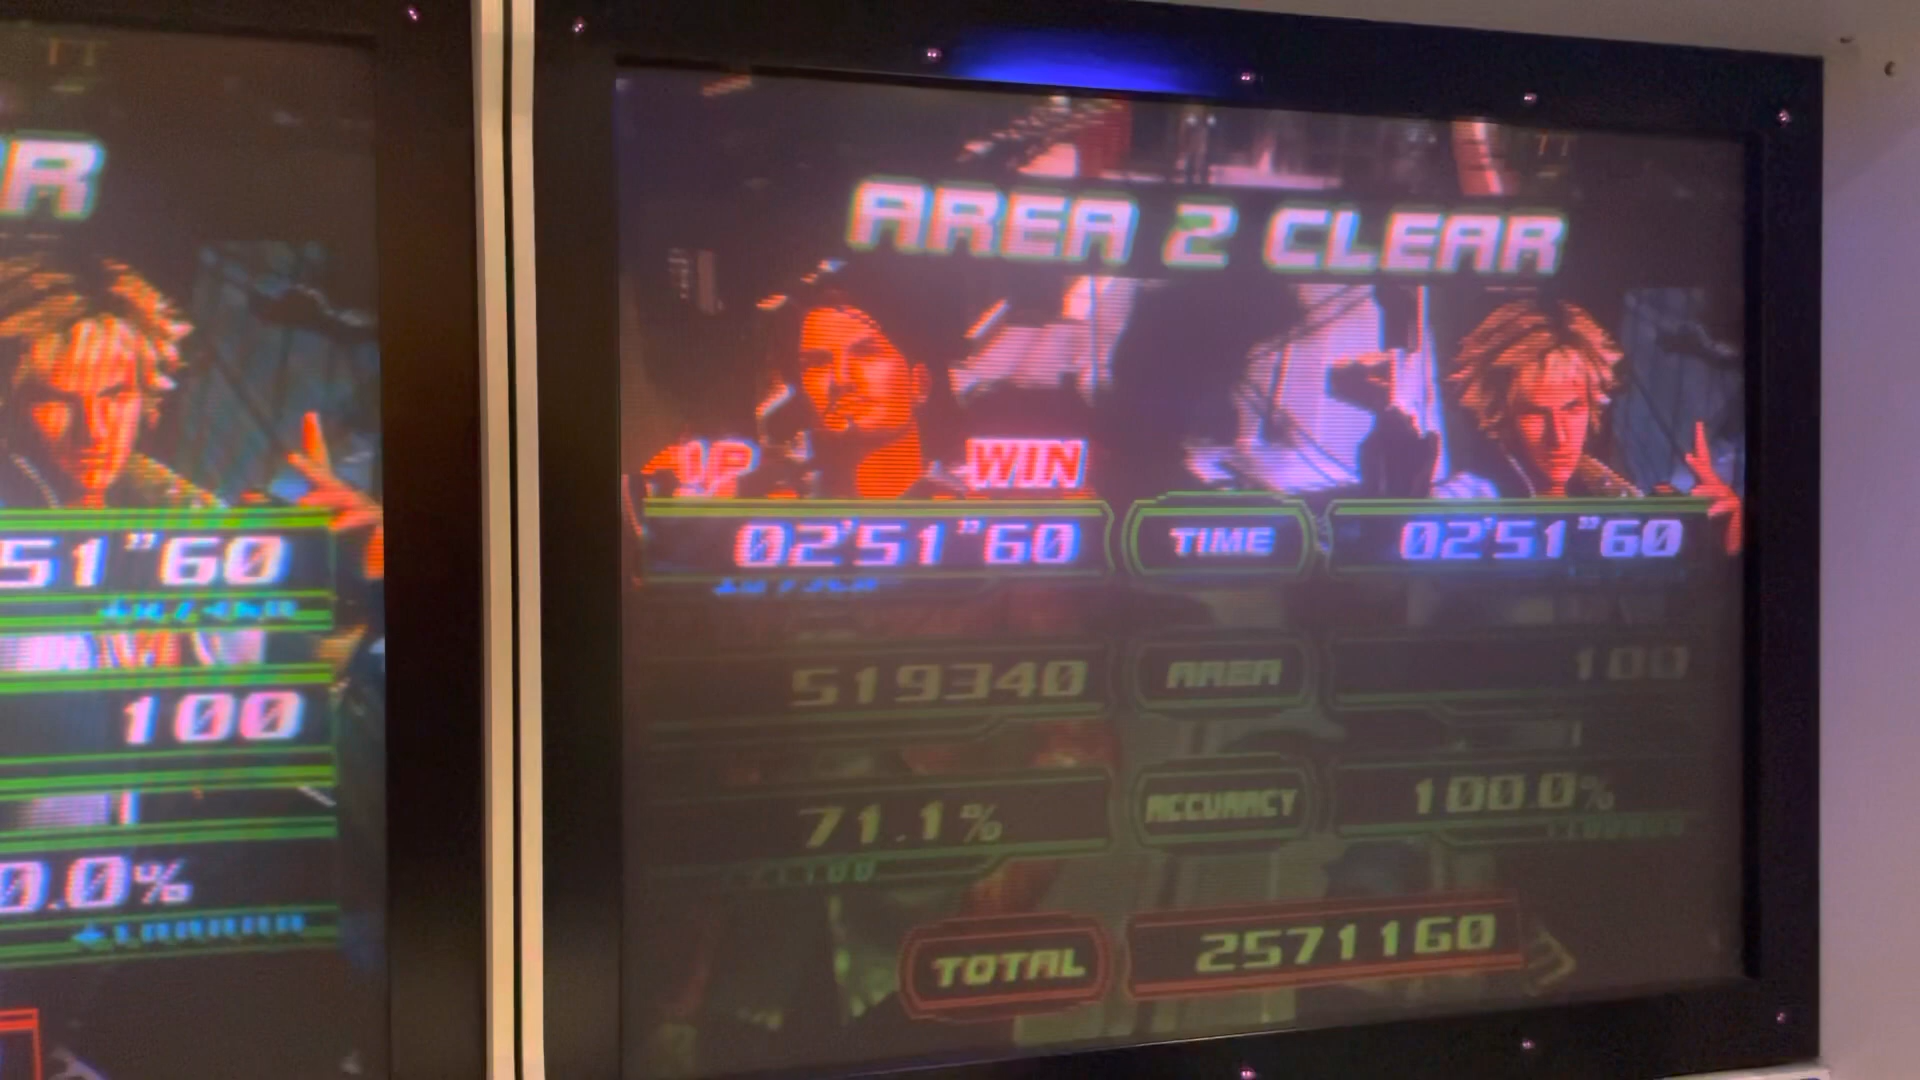 R
51"60
100
0.0%
AREA 2 CLEAR
1P WIN
02'51"60 TIME 02'51"60
519340 AREA 100
71.1% ACCURACY 100.0%
TOTAL 2571160